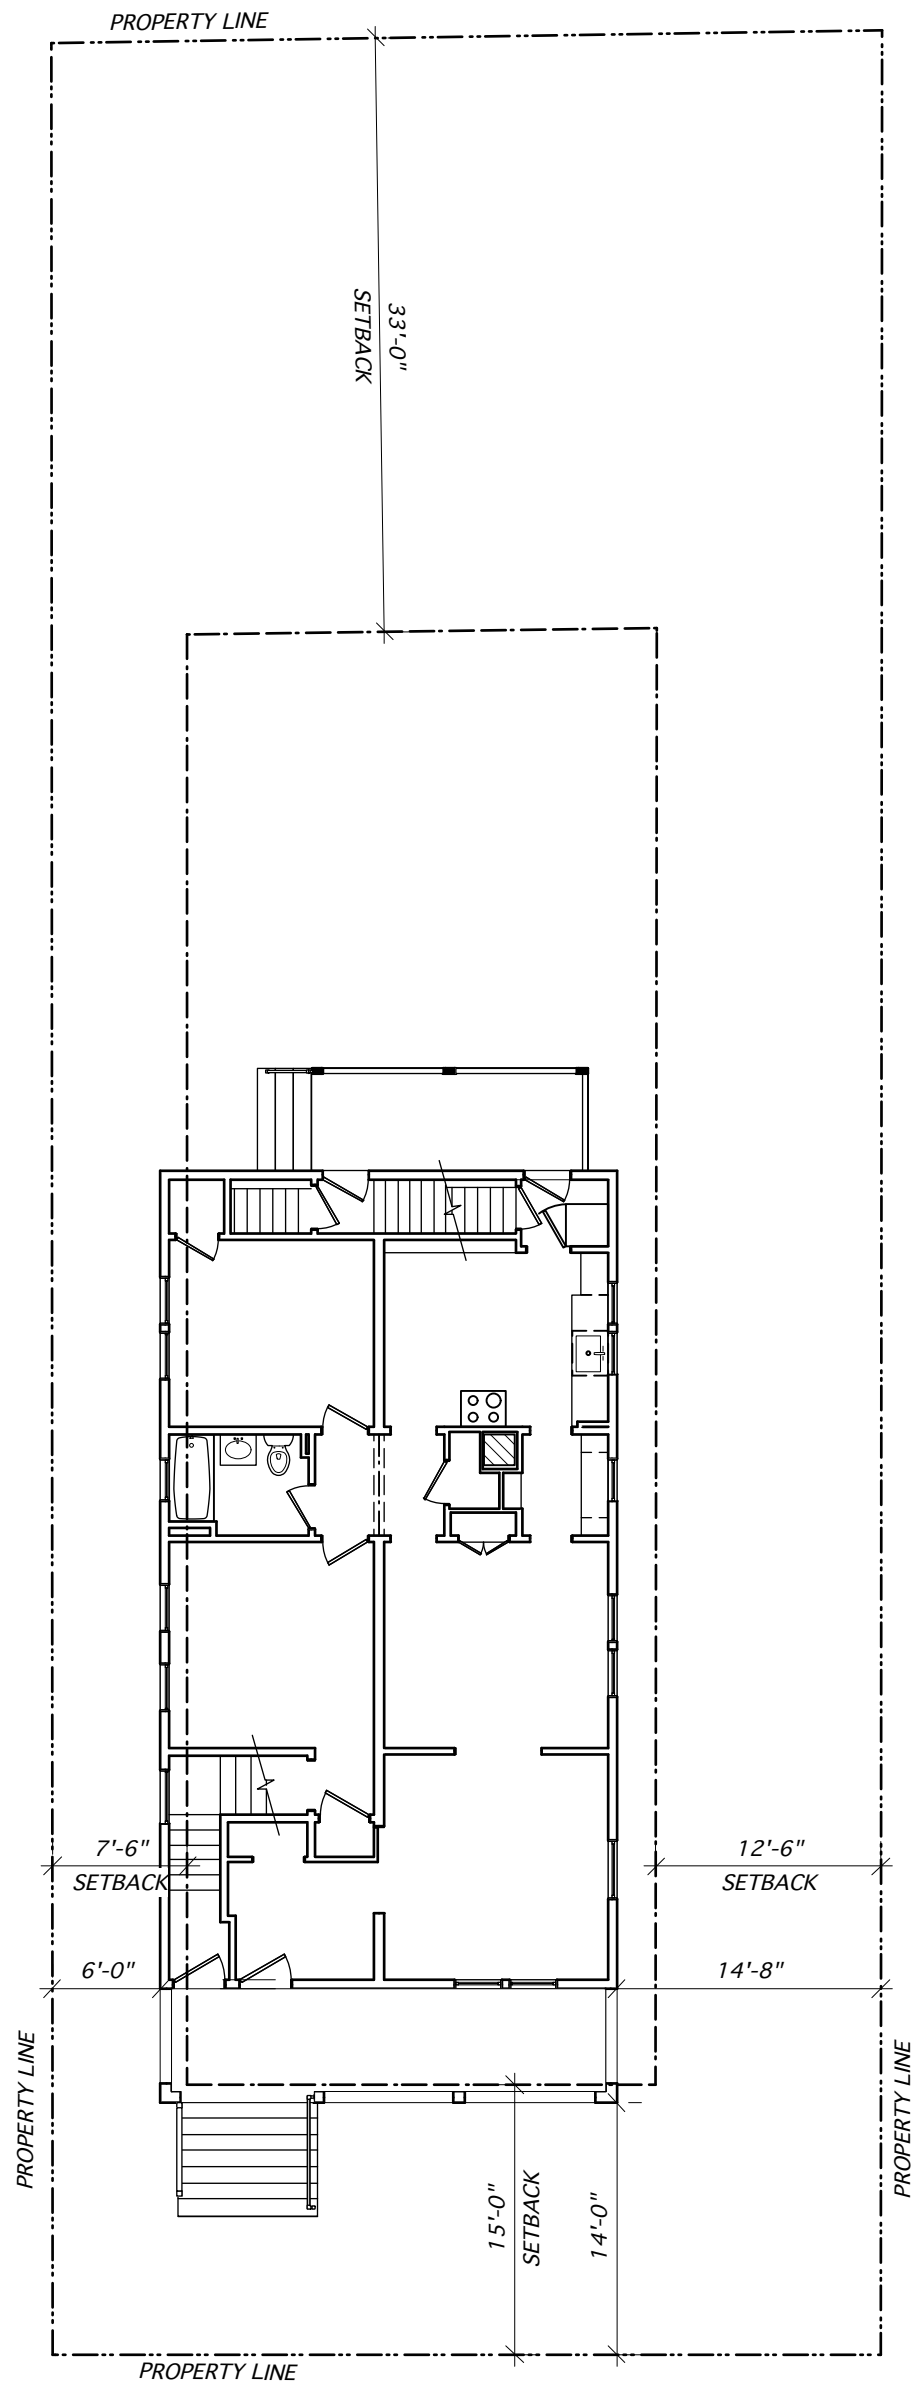 PROPERTY LINE
33'-0"
SETBACK
7'-6"
SETBACK
12'-6"
SETBACK
6'-0"
14'-8"
PROPERTY LINE
PROPERTY LINE
15'-0"
SETBACK
14'-0"
PROPERTY LINE